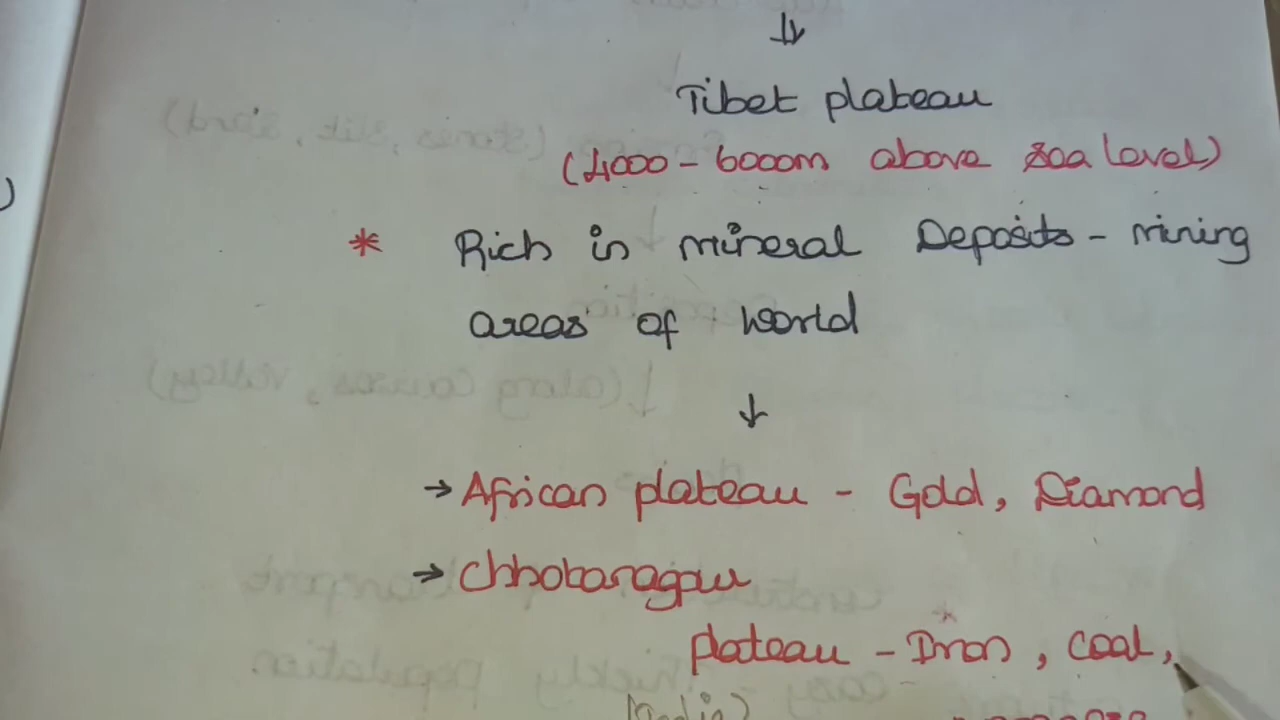 Tibet plateau
(4000 - 6000m above sea level)
* Rich in mineral Deposits - mining
areas of world
→ African plateau - Gold, Diamond
→ Chhotanagpur
plateau - Iron, Coal,
(India)